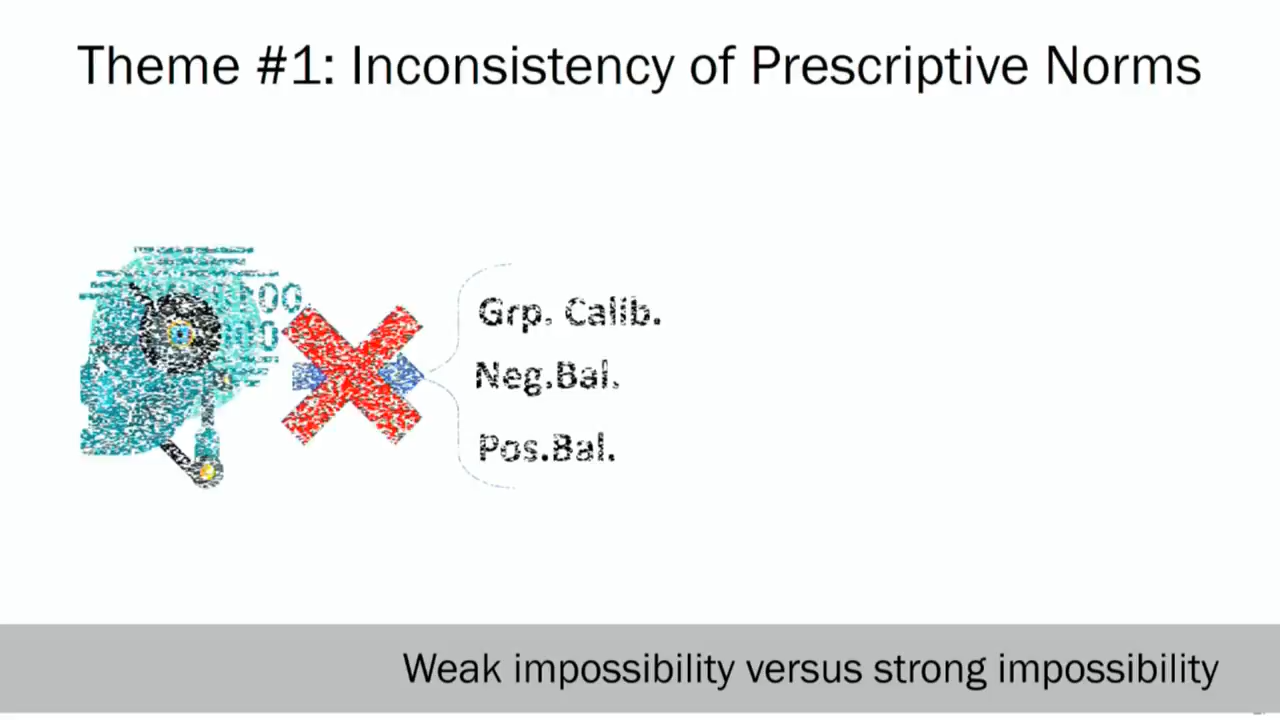 Theme #1: Inconsistency of Prescriptive Norms
Grp. Calib.
Neg.Bal.
Pos.Bal.
Weak impossibility versus strong impossibility